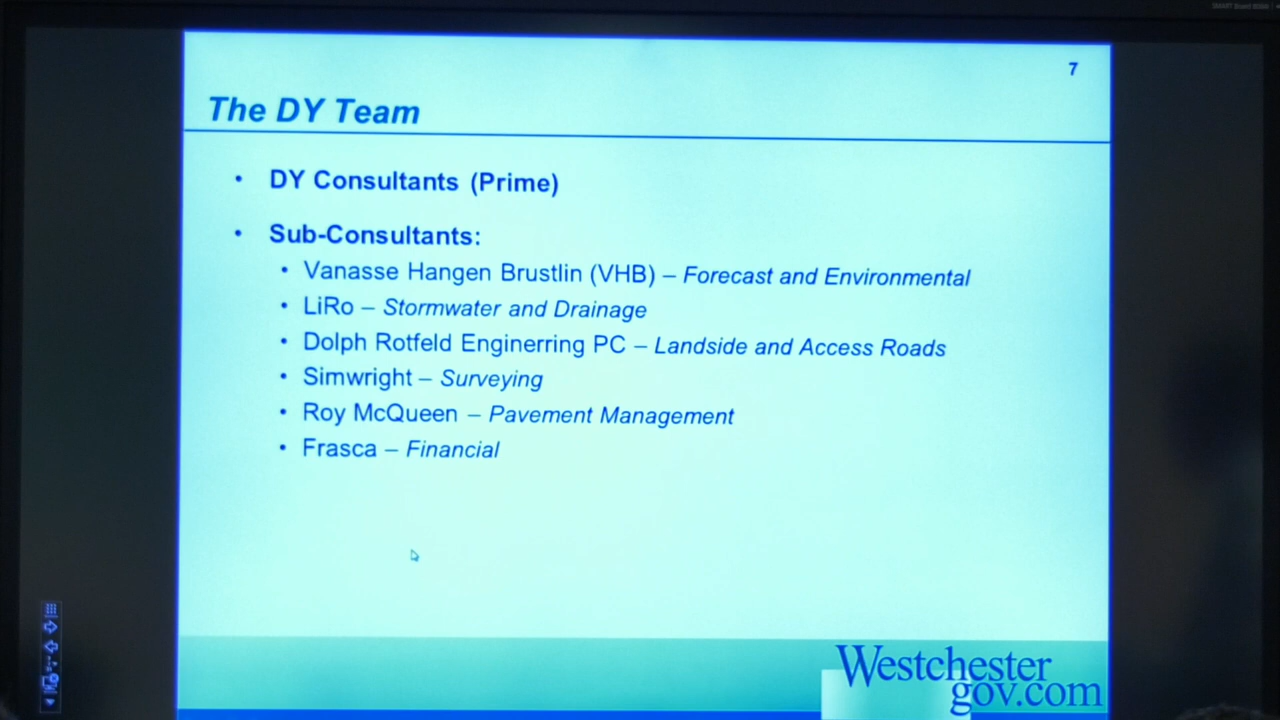 7
The DY Team
• DY Consultants (Prime)
• Sub-Consultants:
• Vanasse Hangen Brustlin (VHB) – Forecast and Environmental
• LiRo – Stormwater and Drainage
• Dolph Rotfeld Enginerring PC – Landside and Access Roads
• Simwright – Surveying
• Roy McQueen – Pavement Management
• Frasca – Financial
Westchester
gov.com